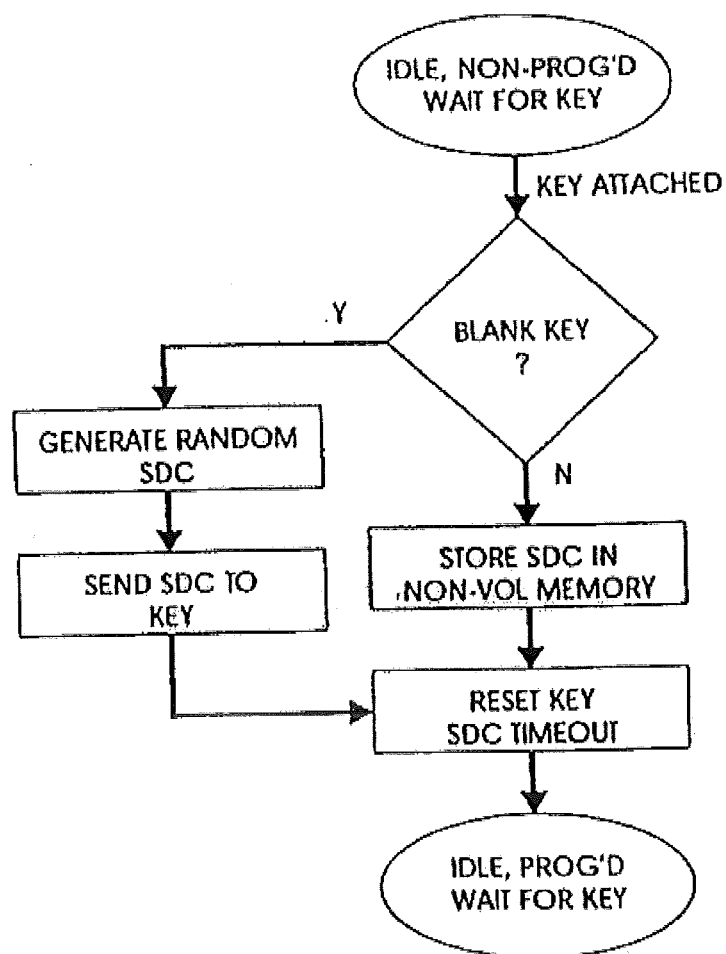 IDLE, NON-PROG'D
WAIT FOR KEY
KEY ATTACHED
Y
BLANK KEY
?
GENERATE RANDOM
SDC
N
SEND SDC TO
KEY
STORE SDC IN
NON-VOL MEMORY
RESET KEY
SDC TIMEOUT
IDLE, PROG'D
WAIT FOR KEY